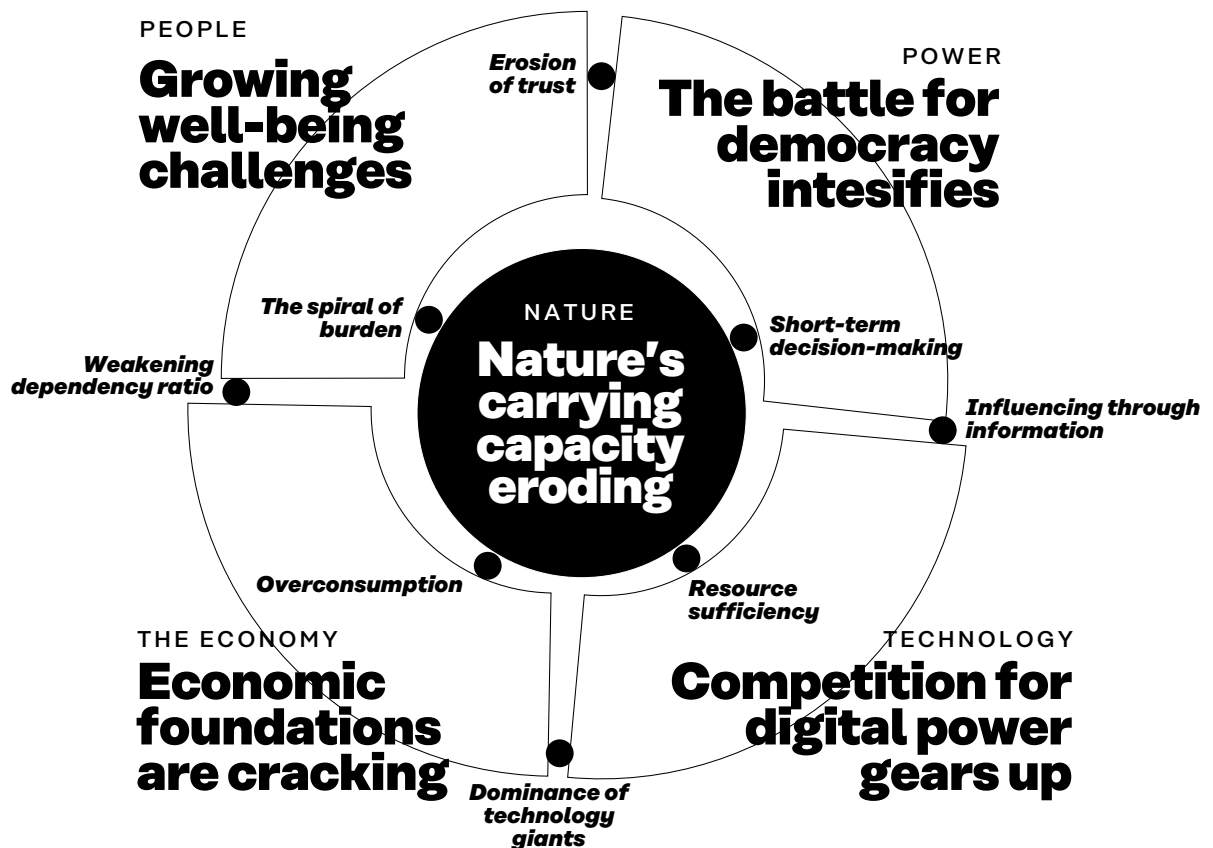 PEOPLE
Growing
well-being
challenges
Erosion
of trust
POWER
The battle for
democracy
intesifies
The spiral of
burden
Weakening
dependency ratio
NATURE
Nature's
carrying
capacity
eroding
Short-term
decision-making
Influencing through
information
Overconsumption
Resource
sufficiency
THE ECONOMY
Economic
foundations
are cracking
TECHNOLOGY
Competition for
digital power
gears up
Dominance of
technology
giants